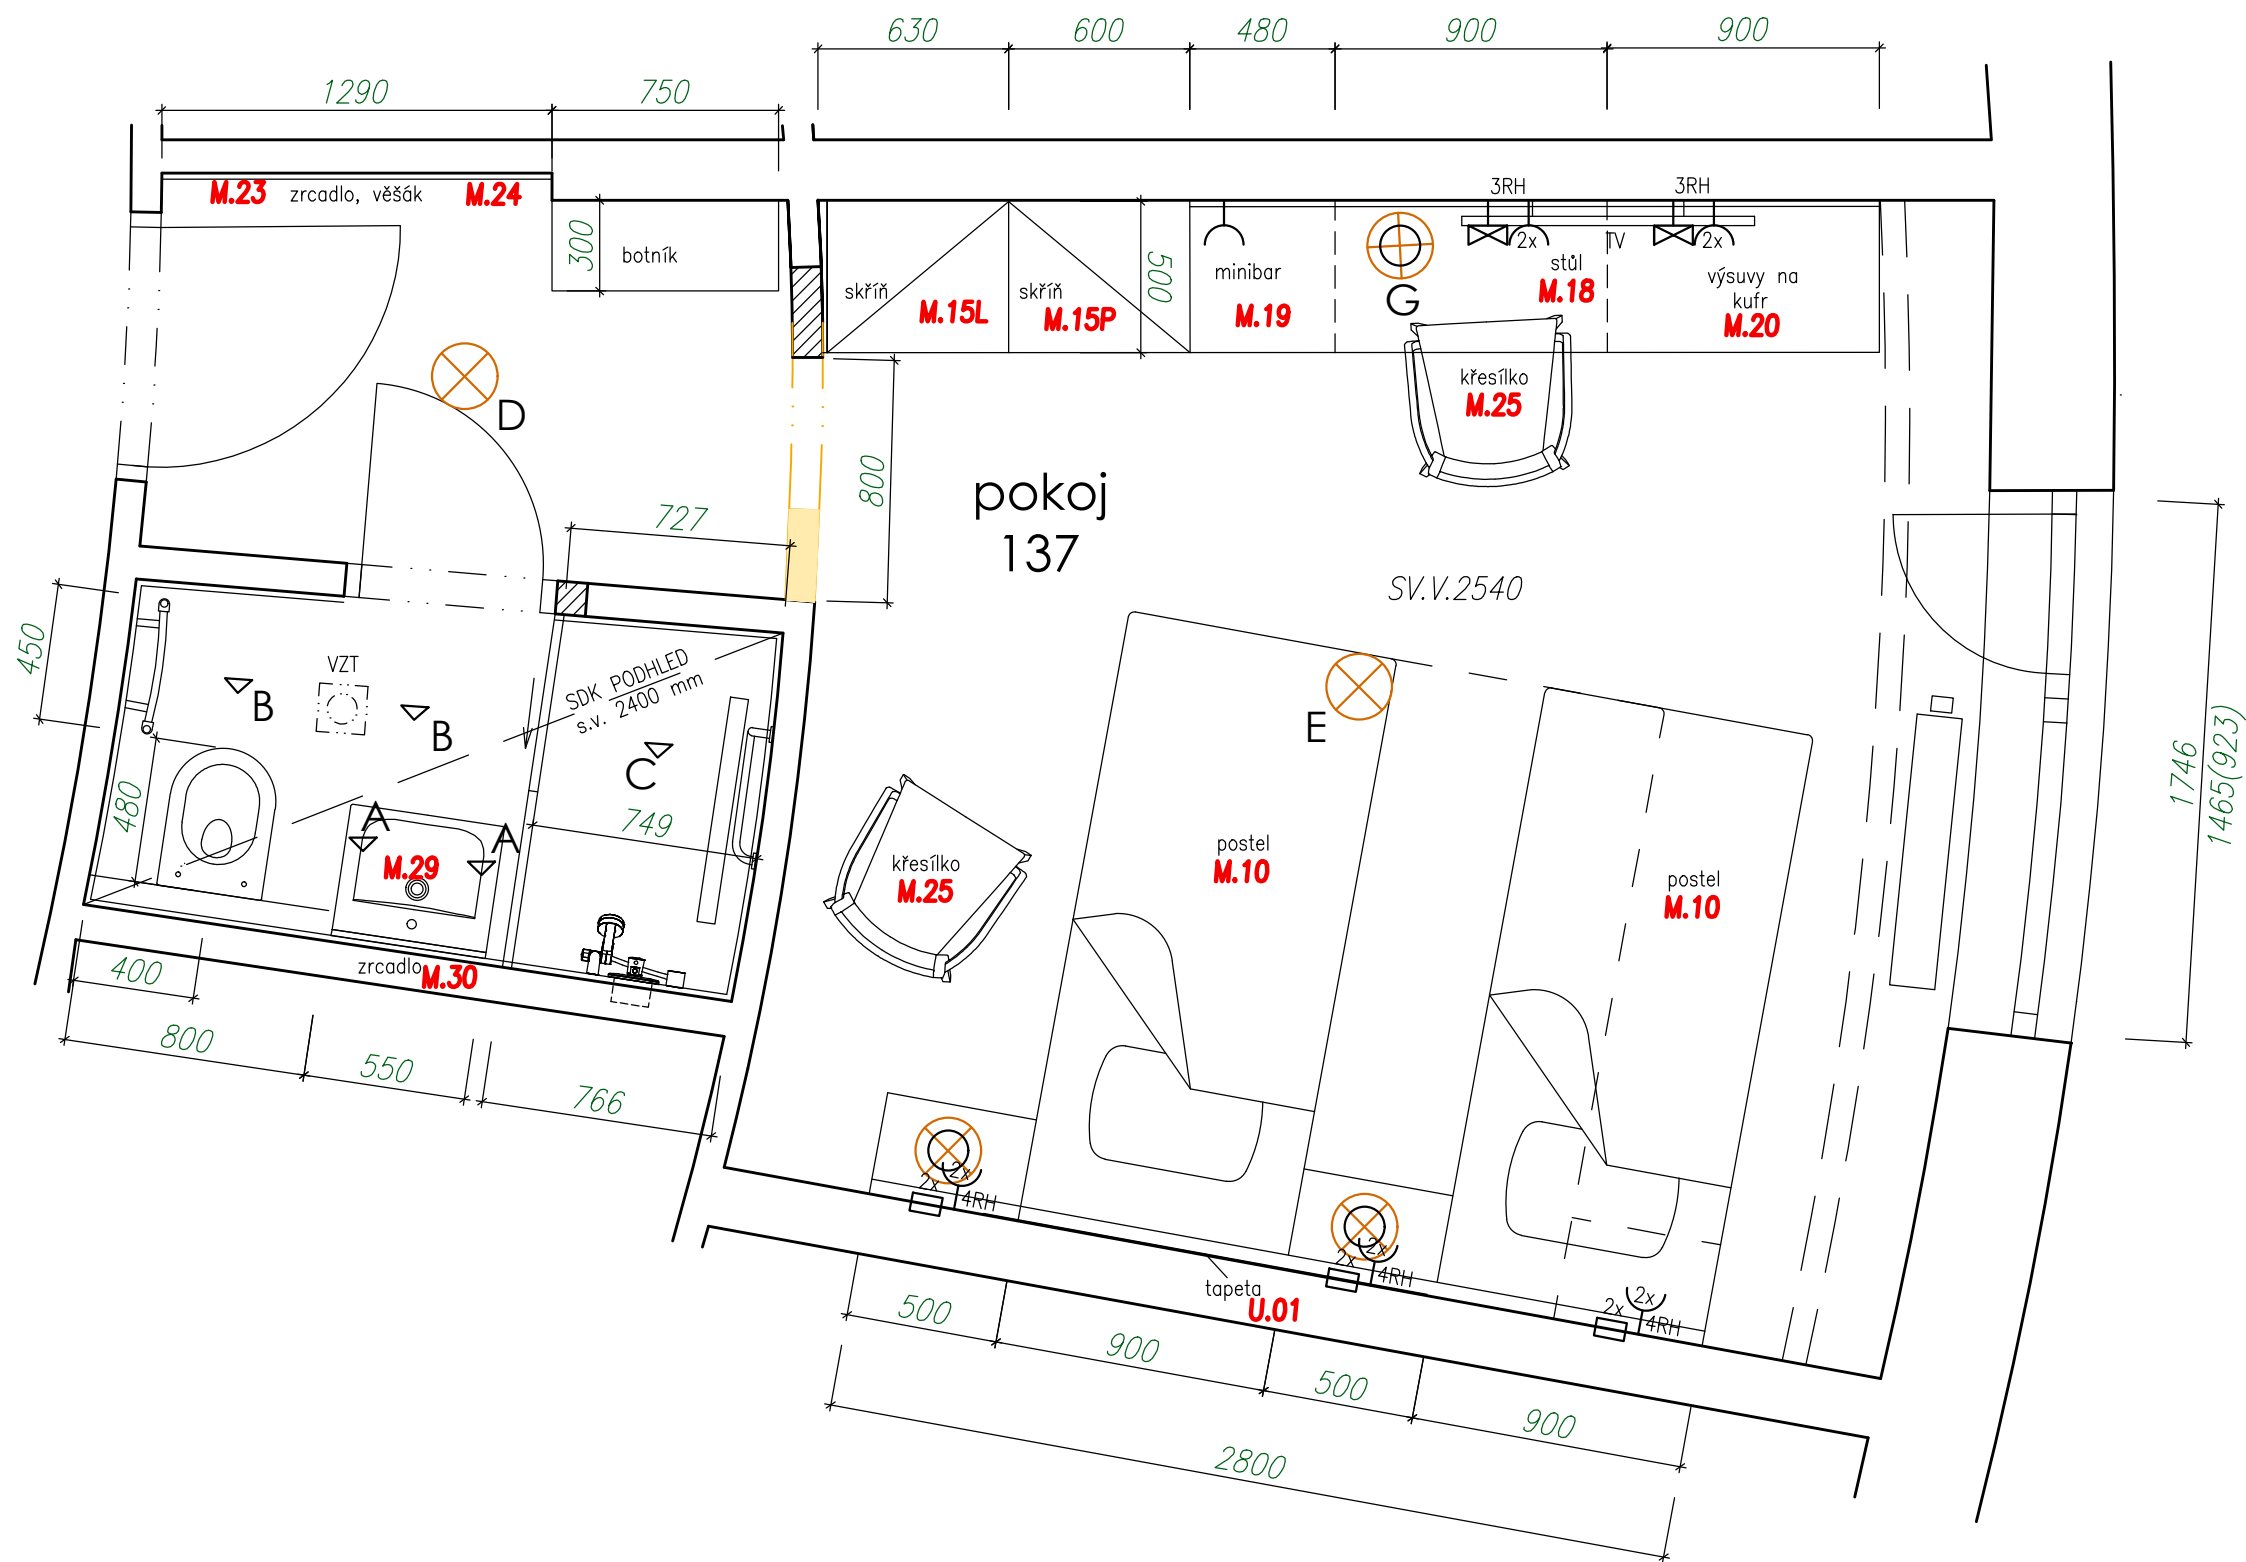 630
600
480
900
900
1290
750
M.23
zrcadlo, věšák
M.24
300
botník
skříň
M.15L
skříň
M.15P
500
minibar
M.19
G
3RH
3RH
2x
TV
2x
stůl
M.18
výsuvy na
kufr
M.20
křesílko
M.25
D
800
727
pokoj
137
SV.V.2540
450
VZT
B
B
SDK PODHLED
s.v. 2400 mm
C
E
480
A
A
M.29
749
křesílko
M.25
postel
M.10
postel
M.10
1746
1465(923)
zrcadlo
M.30
400
800
550
766
2x
2x
4RH
2x
2x
4RH
2x
2x
4RH
tapeta
U.01
500
900
500
900
2800